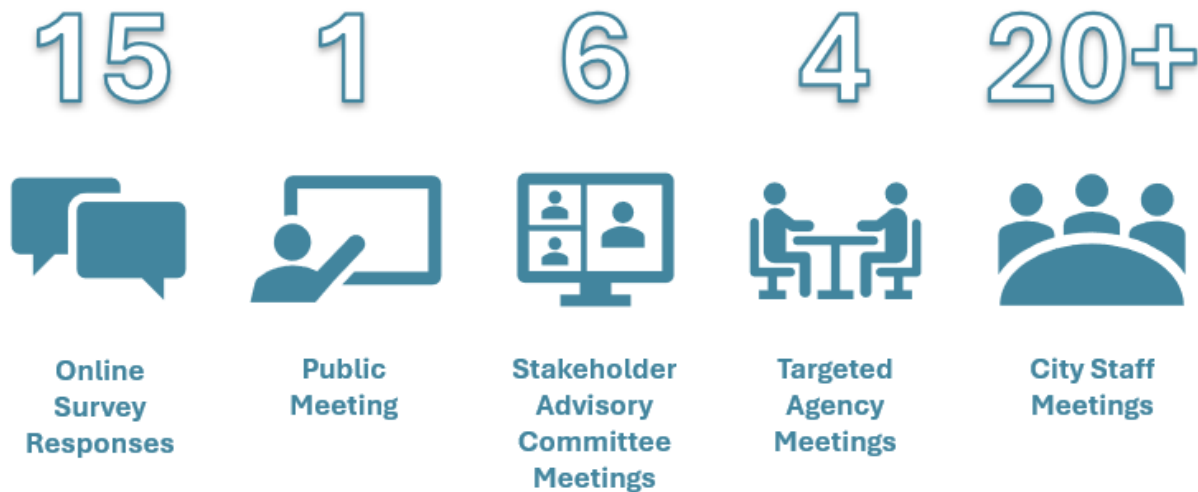 15
1
6
4
20+
Online
Survey
Responses
Public
Meeting
Stakeholder
Advisory
Committee
Meetings
Targeted
Agency
Meetings
City Staff
Meetings